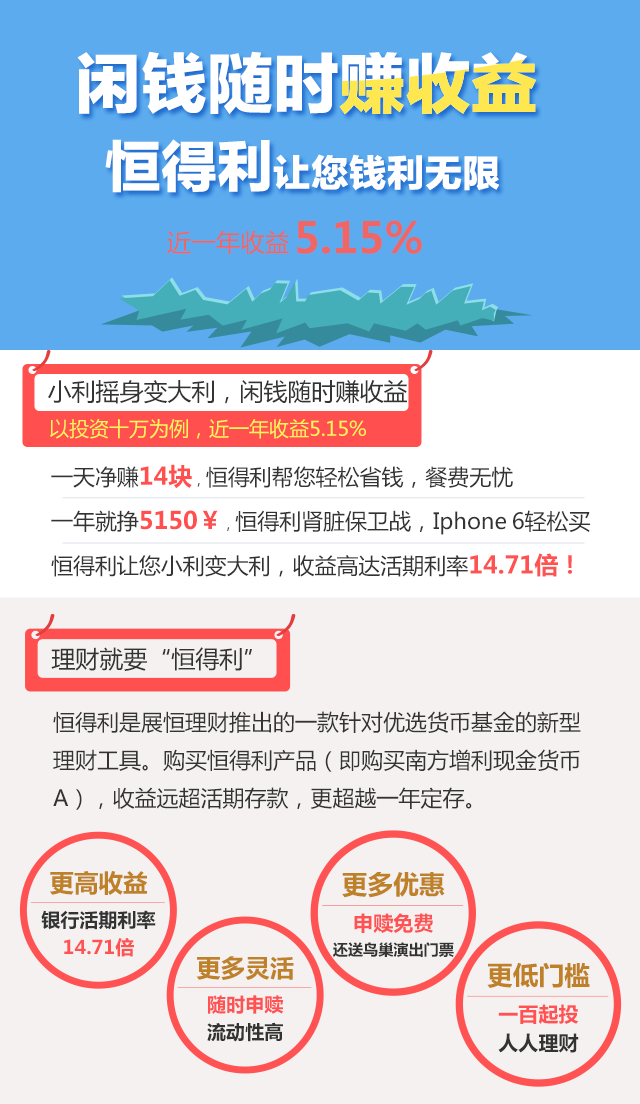 闲钱随时赚收益
恒得利让您钱利无限
近一年收益 5.15%
小利摇身变大利，闲钱随时赚收益
以投资十万为例，近一年收益5.15%
一天净赚14块，恒得利帮您轻松省钱，餐费无忧
一年就挣5150￥，恒得利肾脏保卫战，Iphone 6轻松买
恒得利让您小利变大利，收益高达活期利率14.71倍！
理财就要“恒得利”
恒得利是展恒理财推出的一款针对优选货币基金的新型
理财工具。购买恒得利产品（即购买南方增利现金货币
A），收益远超活期存款，更超越一年定存。
更高收益
银行活期利率
14.71倍
更多灵活
随时申赎
流动性高
更多优惠
申赎免费
还送鸟巢演出门票
更低门槛
一百起投
人人理财